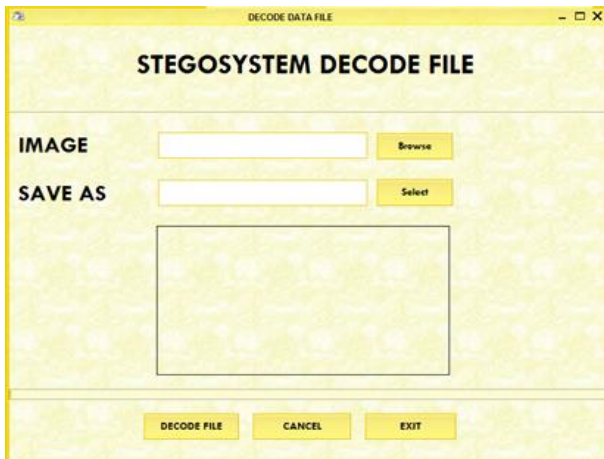 DECODE DATA FILE
STEGOSYSTEM DECODE FILE
IMAGE
Browse
SAVE AS
Select
DECODE FILE
CANCEL
EXIT